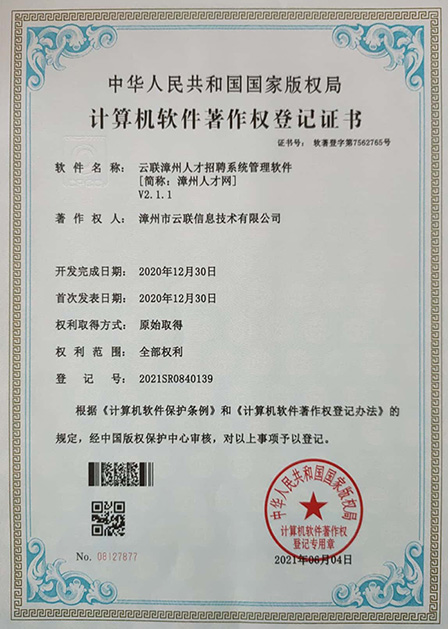 中华人民共和国国家版权局
计算机软件著作权登记证书
证书号： 软著登字第7562765号
软件名称： 云联漳州人才招聘系统管理软件
[简称：漳州人才网]
V2.1.1
著作权人： 漳州市云联信息技术有限公司
开发完成日期： 2020年12月30日
首次发表日期： 2020年12月30日
权利取得方式： 原始取得
权利范围： 全部权利
登记号： 2021SR0840139
根据《计算机软件保护条例》和《计算机软件著作权登记办法》的
规定，经中国版权保护中心审核，对以上事项予以登记。
中华人民共和国国家版权局
计算机软件著作权
登记专用章
No. 08127877
2021年06月04日